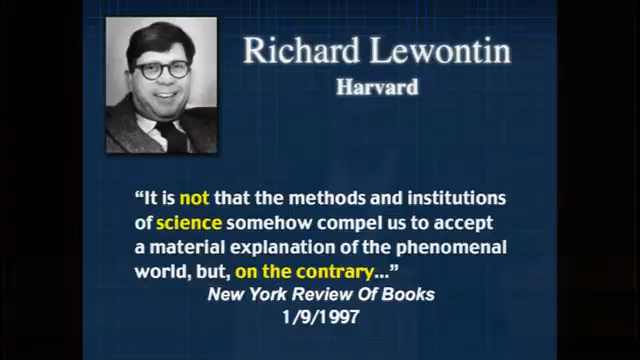 Richard Lewontin
Harvard
“It is not that the methods and institutions
of science somehow compel us to accept
a material explanation of the phenomenal
world, but, on the contrary...”
New York Review Of Books
1/9/1997